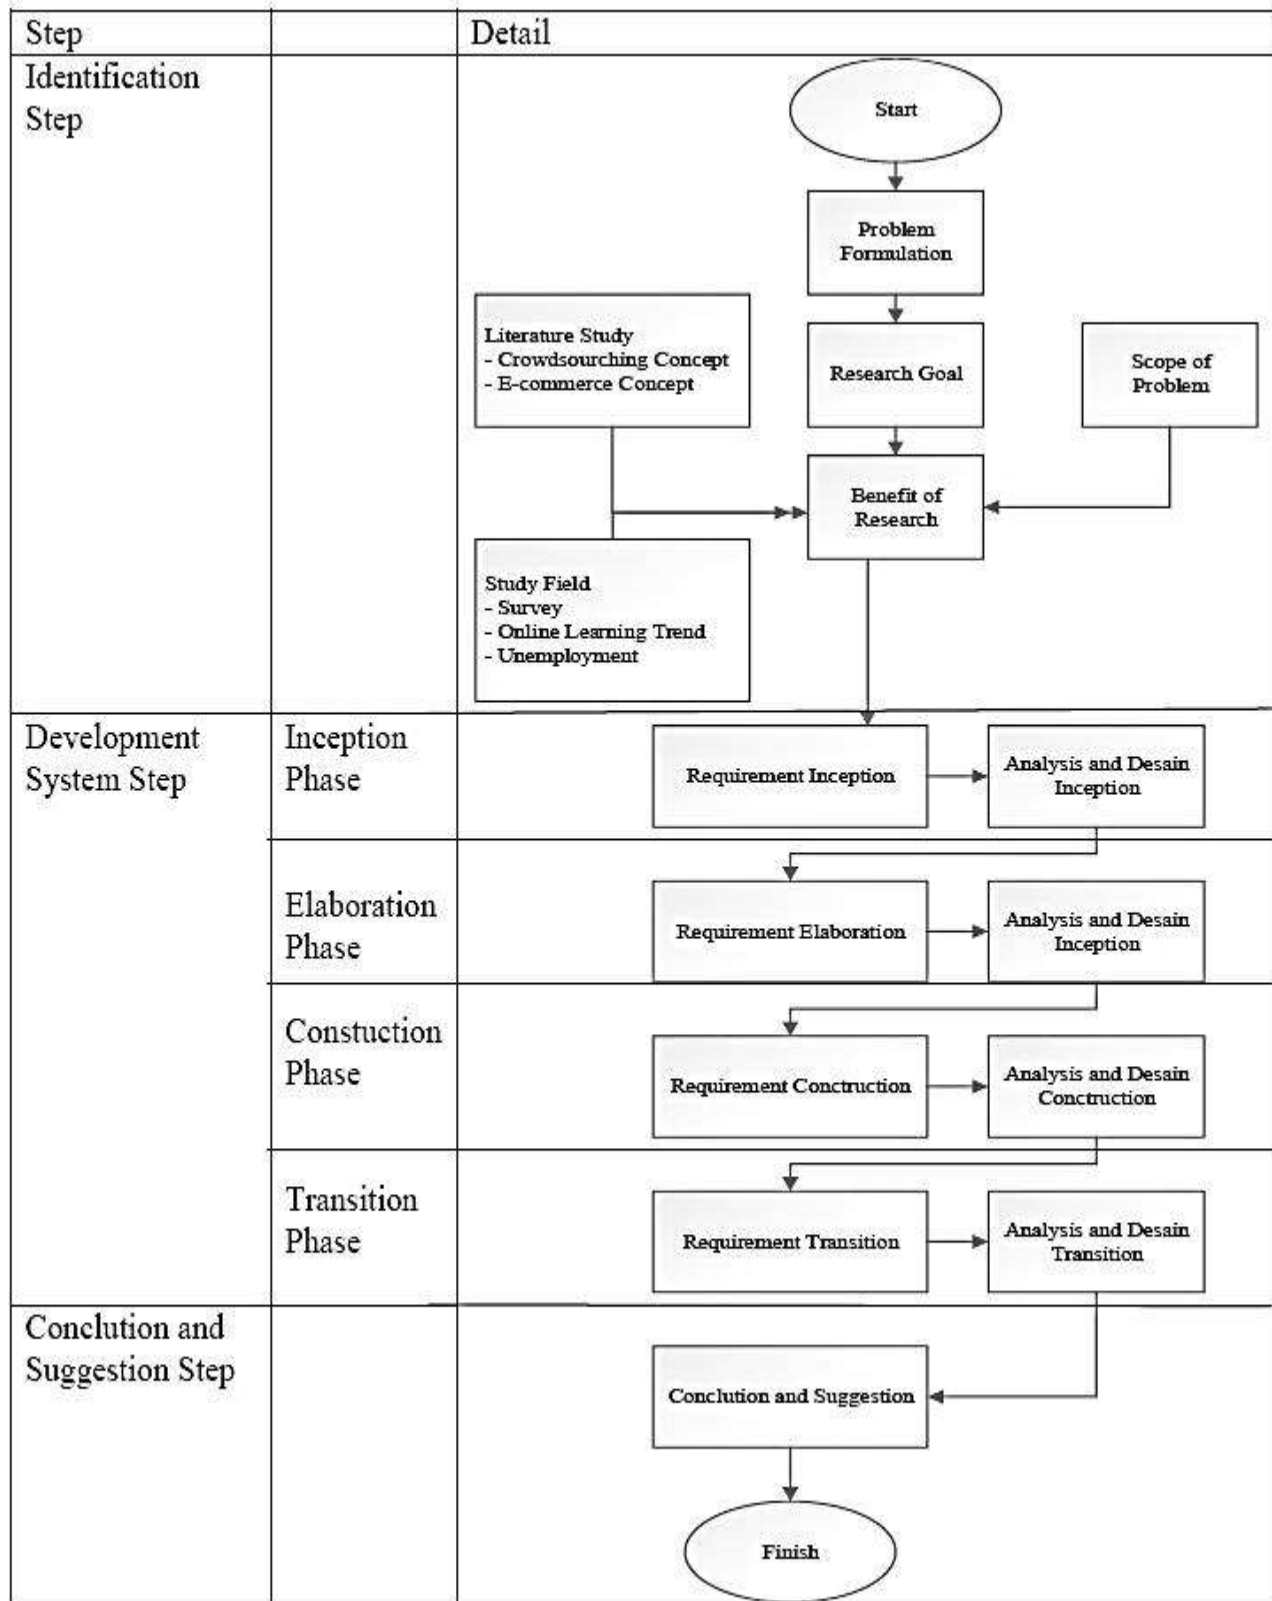 Step
Detail
Identification
Step
Start
Problem
Formulation
Literature Study
- Crowdsourching Concept
- E-commerce Concept
Research Goal
Scope of
Problem
Benefit of
Research
Study Field
- Survey
- Online Learning Trend
- Unemployment
Development
System Step
Inception
Phase
Requirement Inception
Analysis and Desain
Inception
Elaboration
Phase
Requirement Elaboration
Analysis and Desain
Inception
Constuction
Phase
Requirement Conctruction
Analysis and Desain
Conctruction
Transition
Phase
Requirement Transition
Analysis and Desain
Transition
Conclution and
Suggestion Step
Conclution and Suggestion
Finish